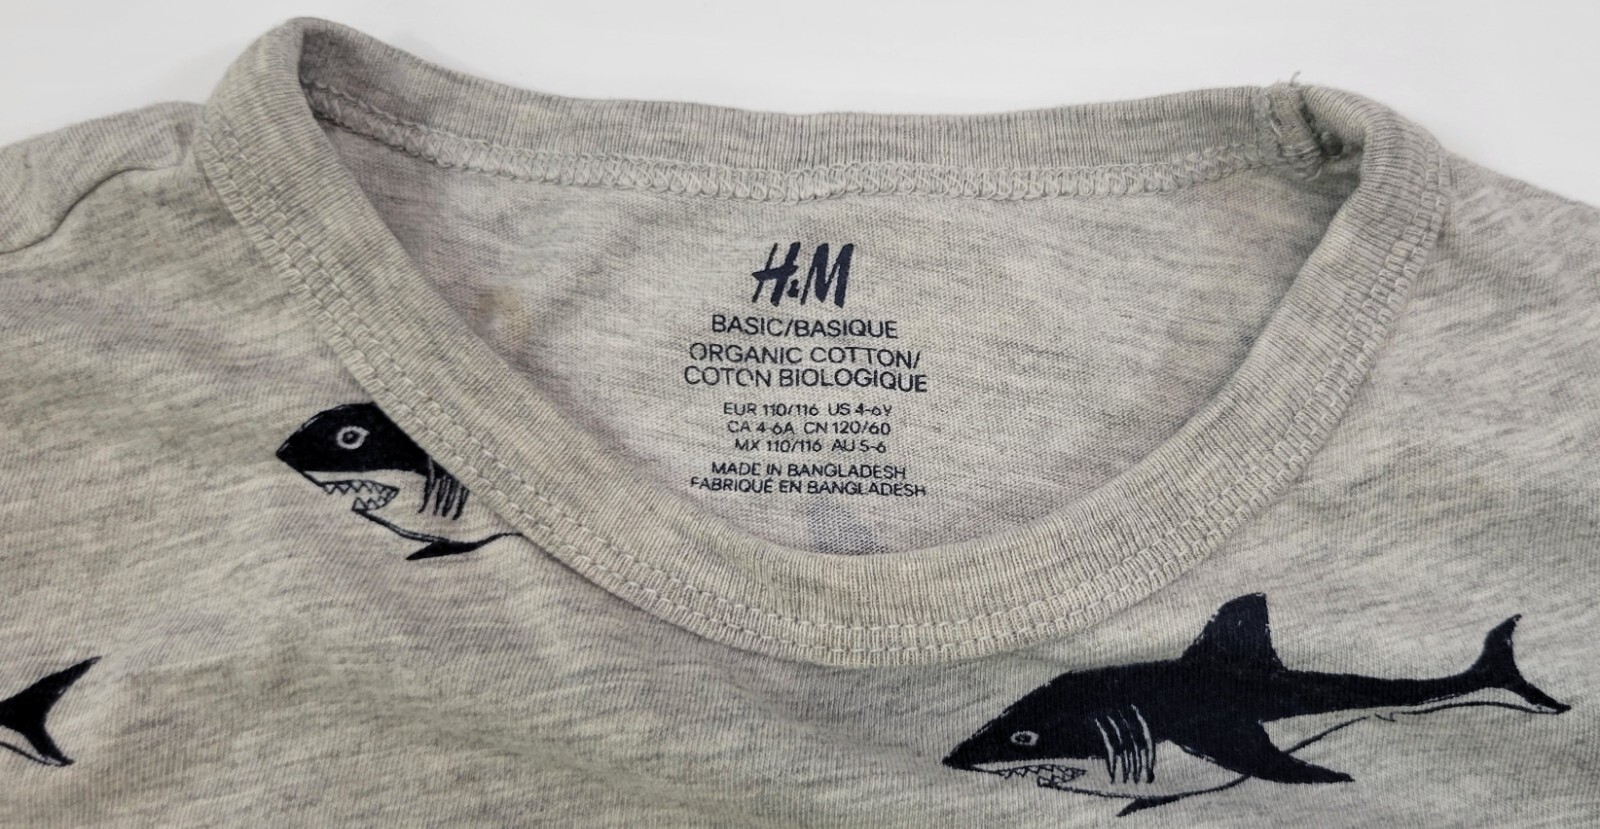 H&M
BASIC/BASIQUE
ORGANIC COTTON/
COTON BIOLOGIQUE
EUR 110/116 US 4-6Y
CA 4-6A CN 120/60
MX 110/116 AU 5-6
MADE IN BANGLADESH
FABRIQUÉ EN BANGLADESH